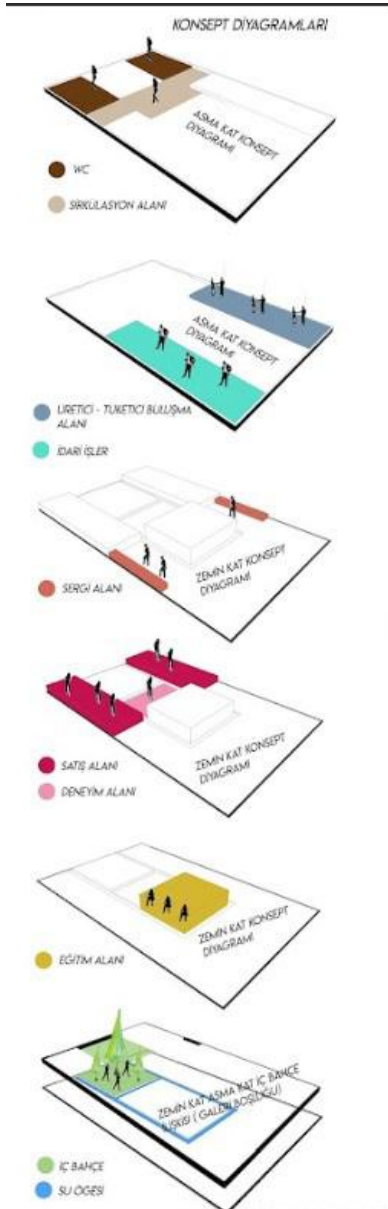 KONSEPT DİYAGRAMLARI
ASMA KAT KONSEPT
DİYAGRAMI
WC
SİRKÜLASYON ALANI
ASMA KAT KONSEPT
DİYAGRAMI
ÜRETİCİ - TÜKETİCİ BULUŞMA
ALANI
İDARİ İŞLER
ZEMİN KAT KONSEPT
DİYAGRAMI
SERGİ ALANI
ZEMİN KAT KONSEPT
DİYAGRAMI
SATIŞ ALANI
DENEYİM ALANI
ZEMİN KAT KONSEPT
DİYAGRAMI
EĞİTİM ALANI
ZEMİN KAT ASMA KAT İÇ BAHÇE
İLİŞKİSİ ( GALERİ BOŞLUĞU)
İÇ BAHÇE
SU ÖGESİ